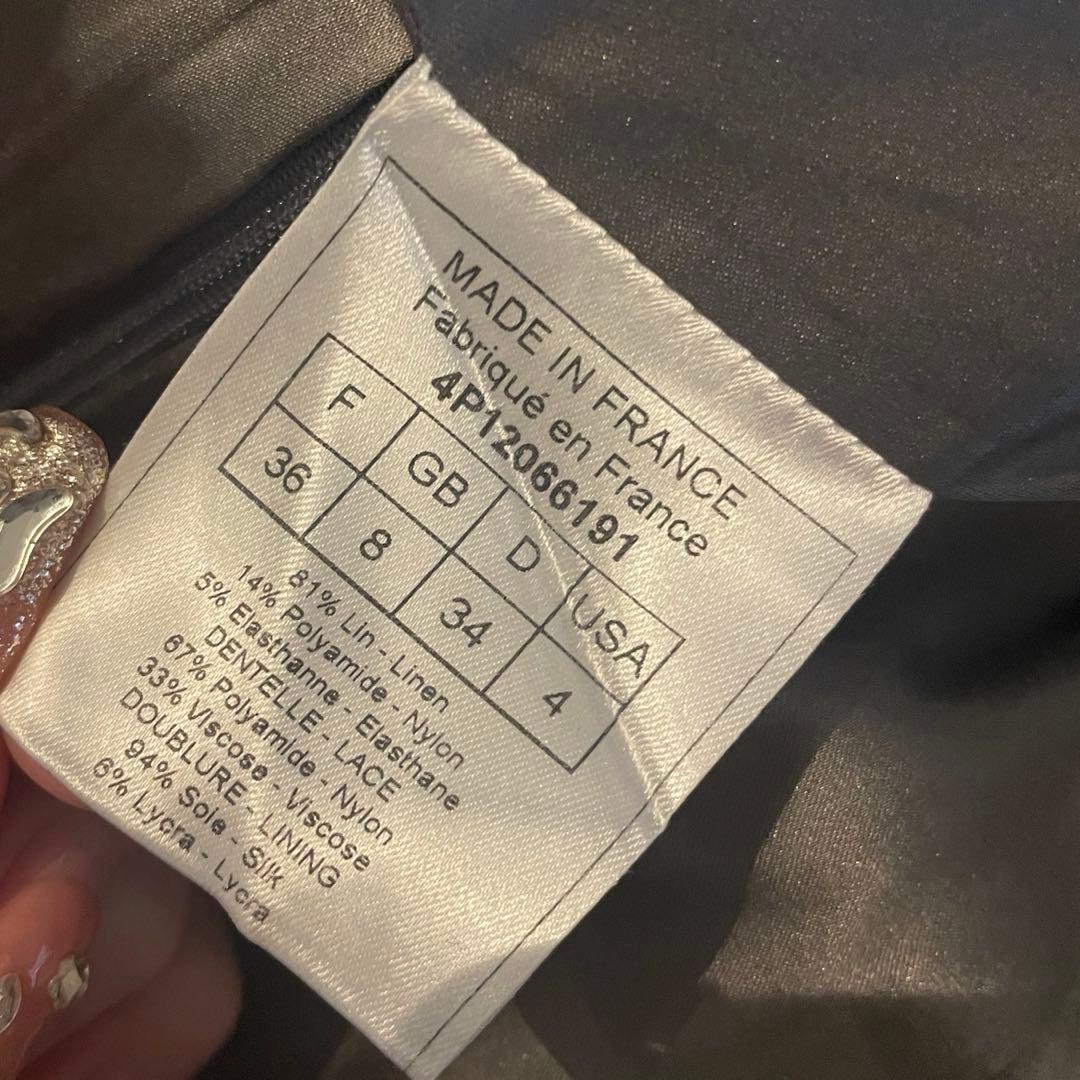 MADE IN FRANCE
Fabriqué en France
4P12066191
F GB D USA
36 8 34 4
81% Lin - Linen
14% Polyamide - Nylon
5% Elasthanne - Elasthane
DENTELLE - LACE
67% Polyamide - Nylon
33% Viscose - Viscose
DOUBLURE - LINING
94% Soie - Silk
6% Lycra - Lycra